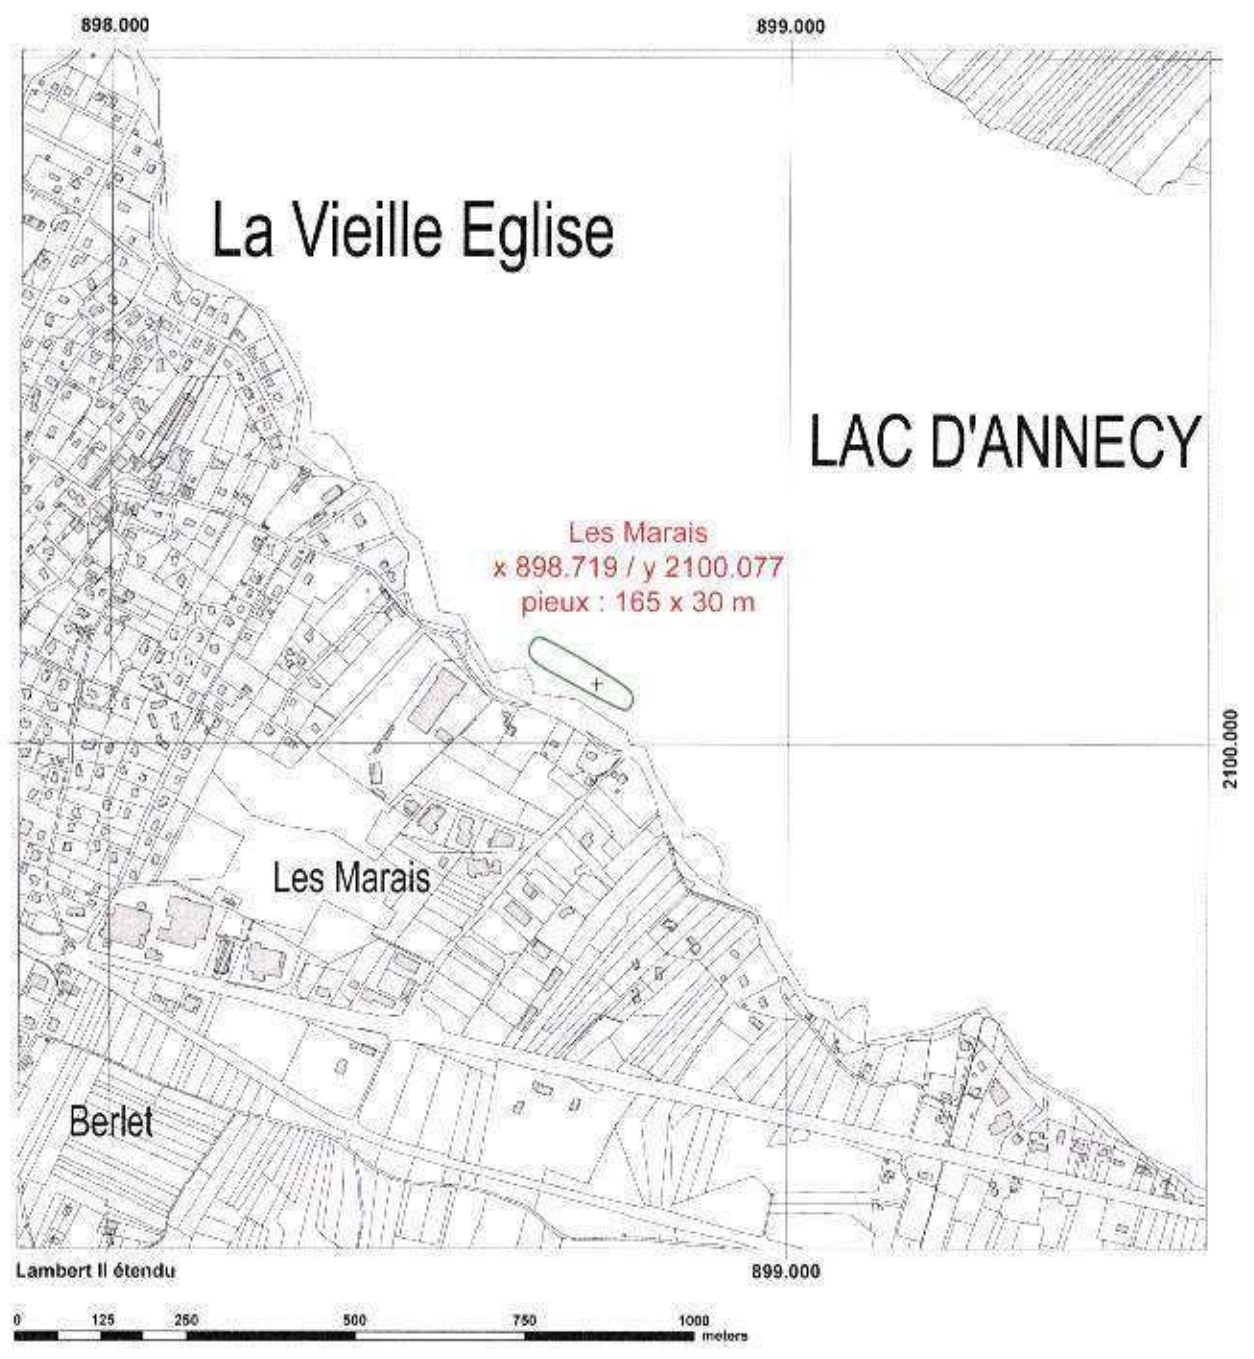 898.000
899.000
La Vieille Eglise
LAC D'ANNECY
Les Marais
x 898.719 / y 2100.077
pieux : 165 x 30 m
2100.000
Les Marais
Berlet
Lambert II étendu
899.000
0 125 250 500 750 1000
meters